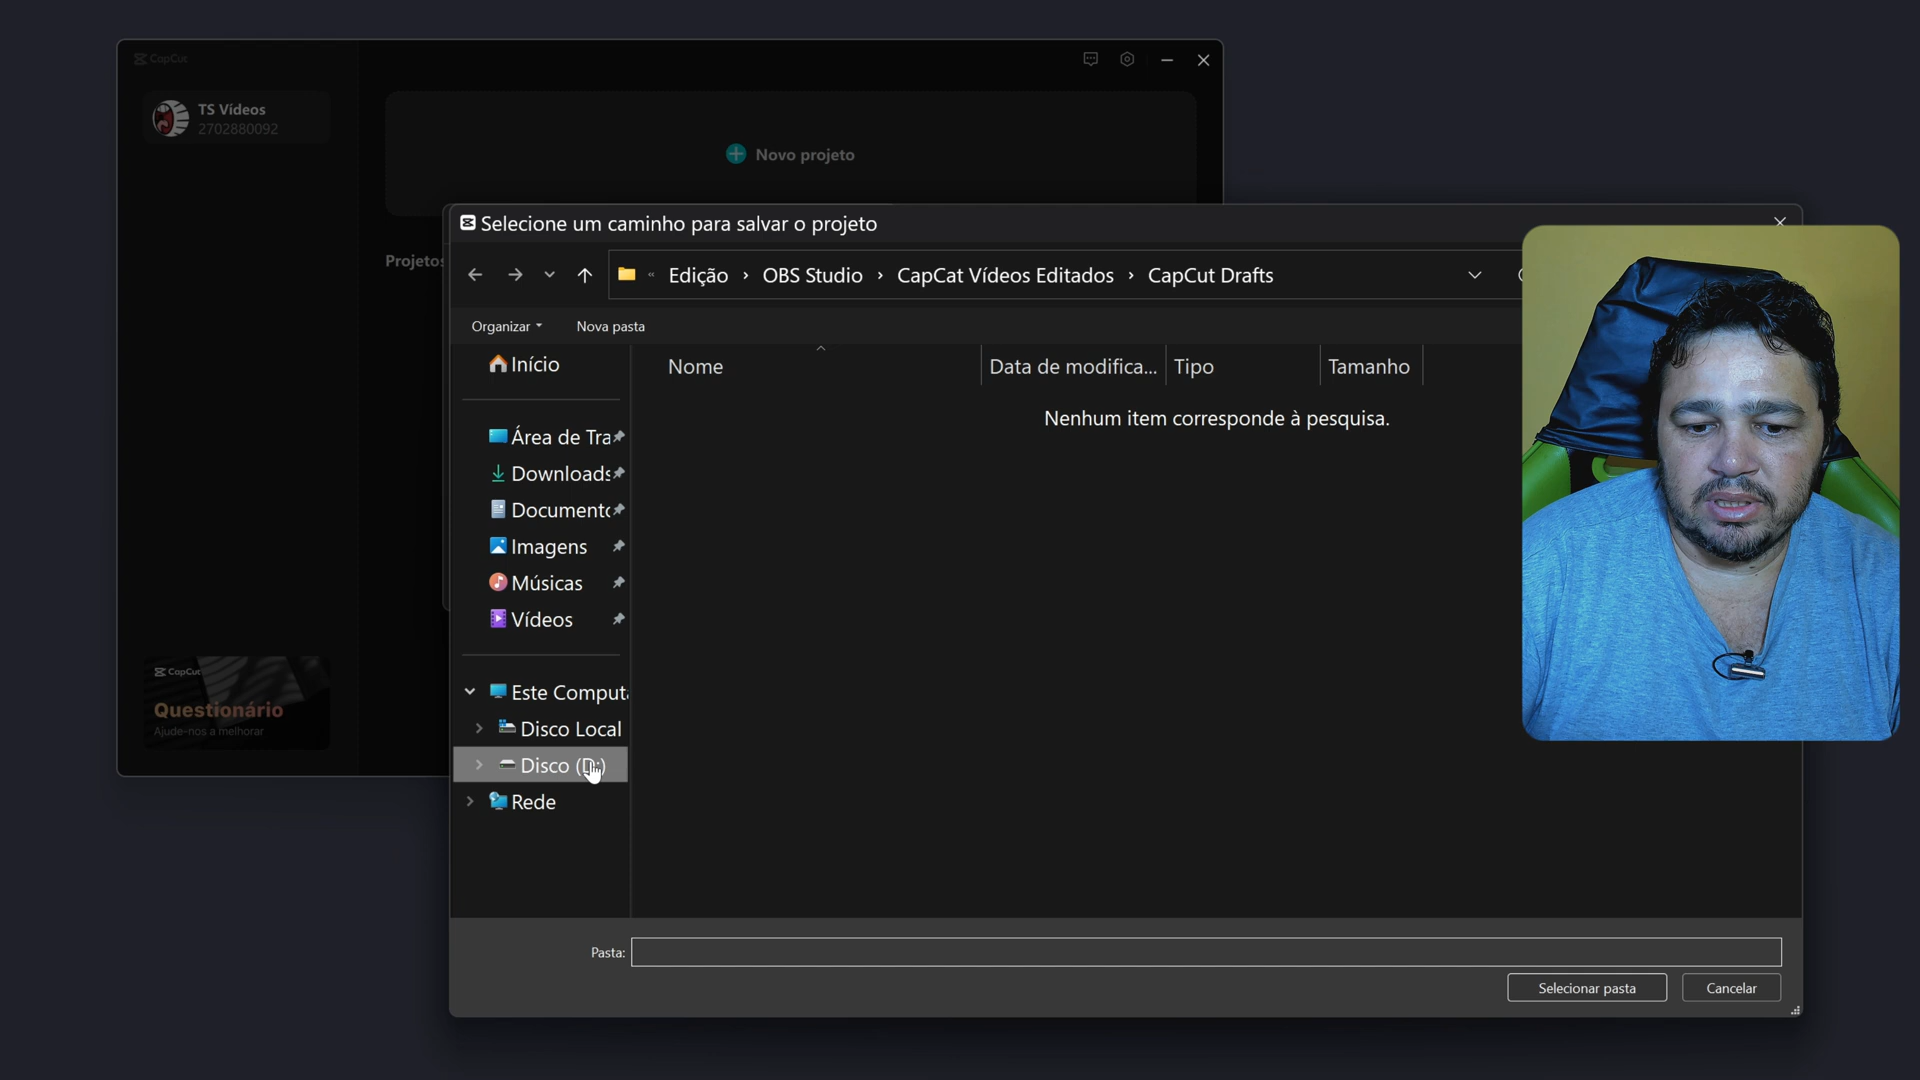 CapCut
TS Vídeos
2702880092
Novo projeto
Projetos
Selecione um caminho para salvar o projeto
« Edição › OBS Studio › CapCat Vídeos Editados › CapCut Drafts
Organizar Nova pasta
Início
Nome Data de modifica... Tipo Tamanho
Nenhum item corresponde à pesquisa.
Área de Tra
Downloads
Documento
Imagens
Músicas
Vídeos
Este Computa
Disco Local
Disco (D:)
Rede
CapCut
Questionário
Ajude-nos a melhorar
Pasta:
Selecionar pasta Cancelar